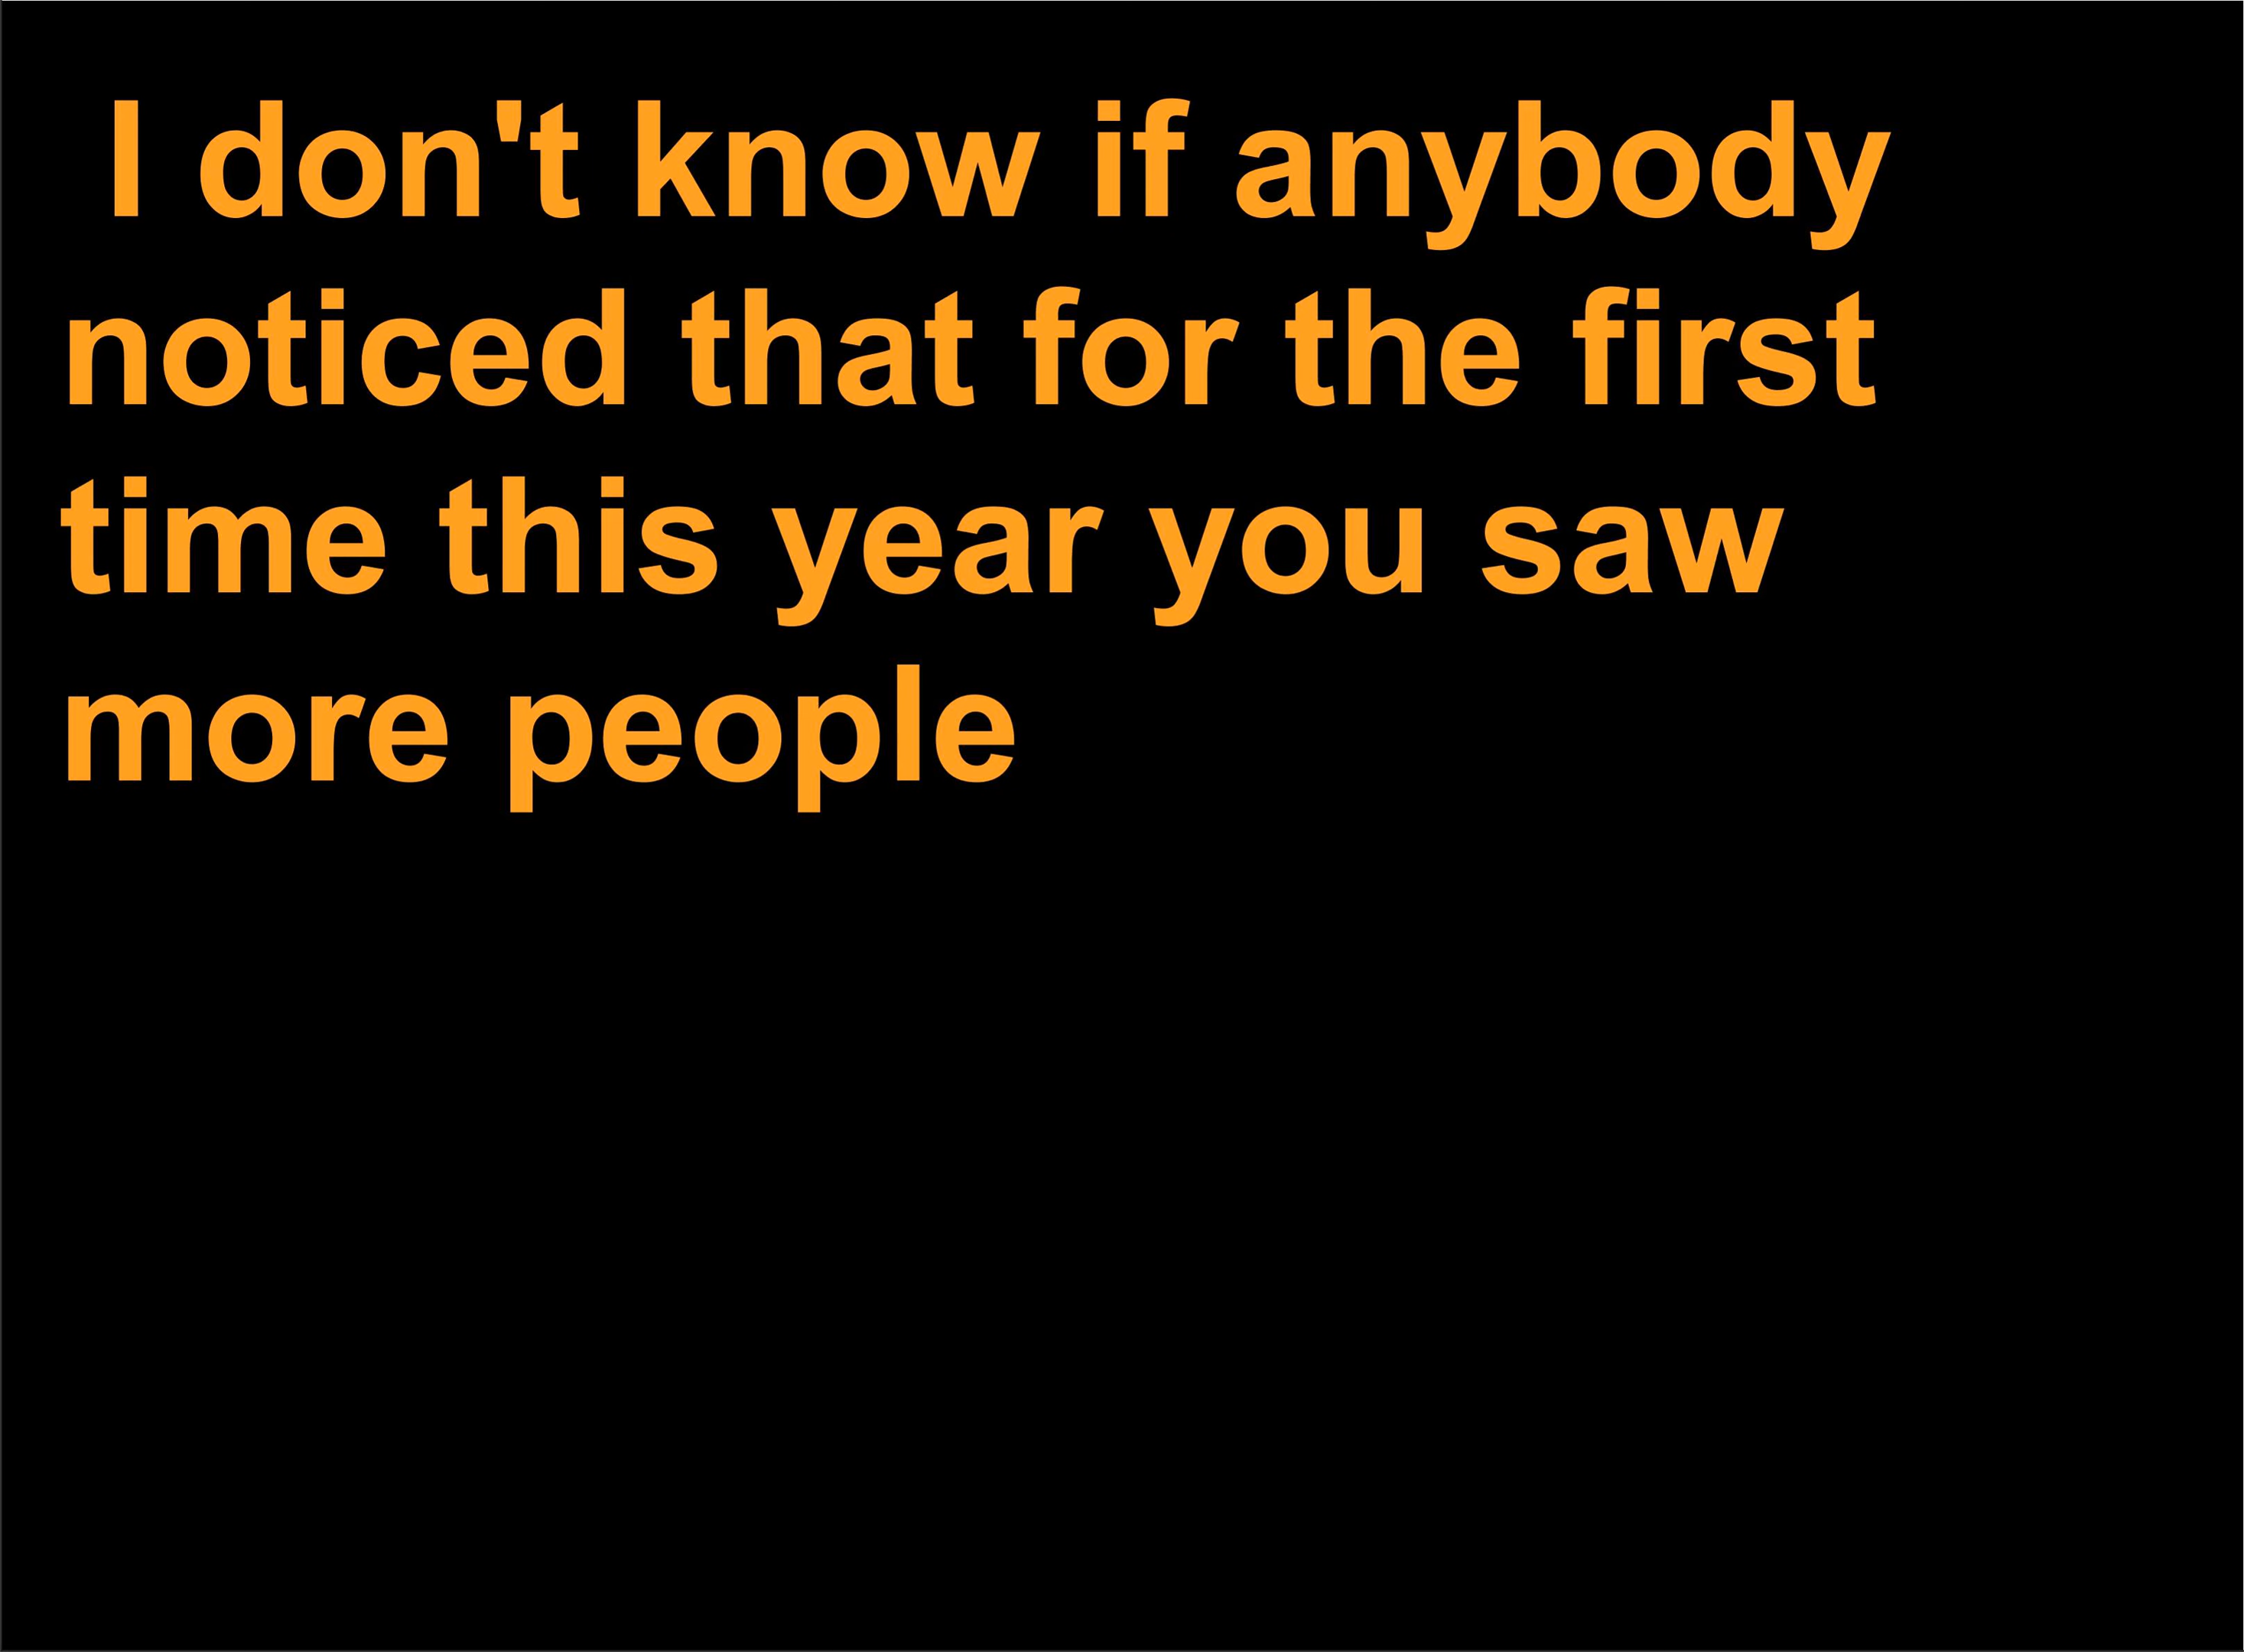 I don't know if anybody
noticed that for the first
time this year you saw
more people